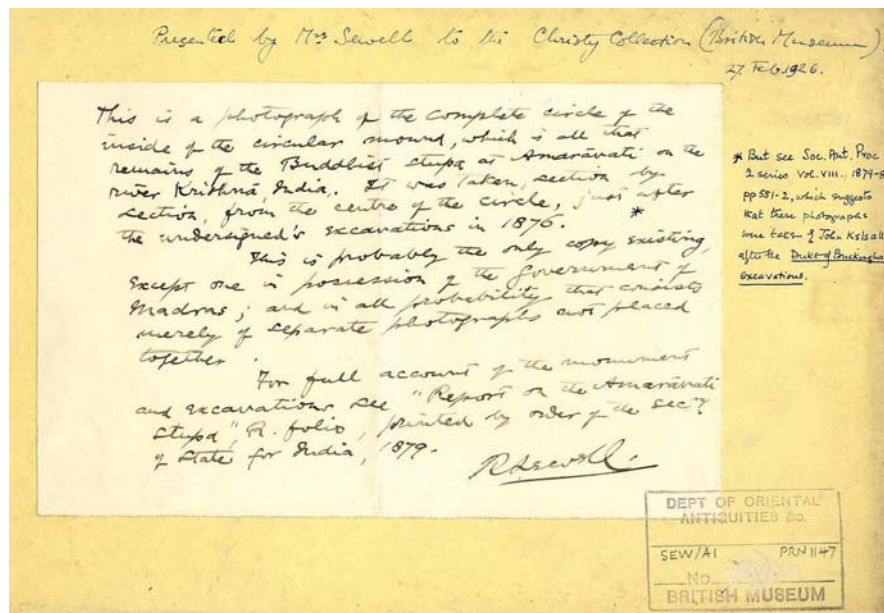 Presented by Mrs Sewell to the Christy Collection (British Museum)
27. Feb. 1926.
This is a photograph of the complete circle of the
inside of the circular mound, which is all that
remains of the Buddhist stupa at Amarāvati on the
river Krishnā, India. It was taken, section by
section, from the centre of the circle, just after
the undersigned's excavations in 1876. *
This is probably the only copy existing,
except one in possession of the Government of
Madras; and in all probability that consists
merely of separate photographs not placed
together.
For full account of the monument
and excavations see "Report on the Amarāvati
Stupa", R. folio, printed by order of the Secy
of State for India, 1879.
R Sewell.
* But see Soc. Ant. Proc
2 series vol. VIII. 1879-8
pp 551-2, which suggests
that these photographs
were taken by John Kelsall
after the Duke of Buckingha
excavations.
DEPT OF ORIENTAL
ANTIQUITIES &c.
SEW/A1 PRN1147
No.
BRITISH MUSEUM